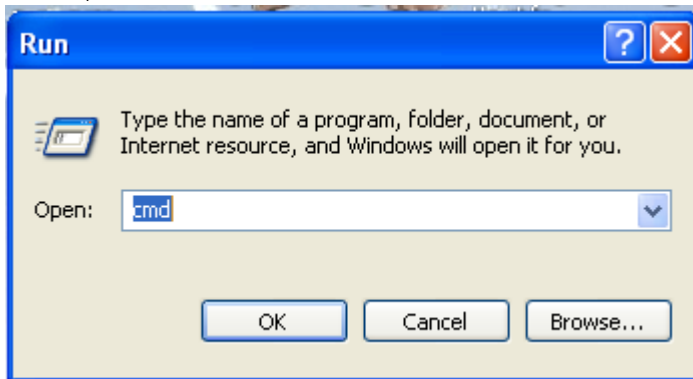 Run
Type the name of a program, folder, document, or
Internet resource, and Windows will open it for you.
Open: cmd
OK Cancel Browse...